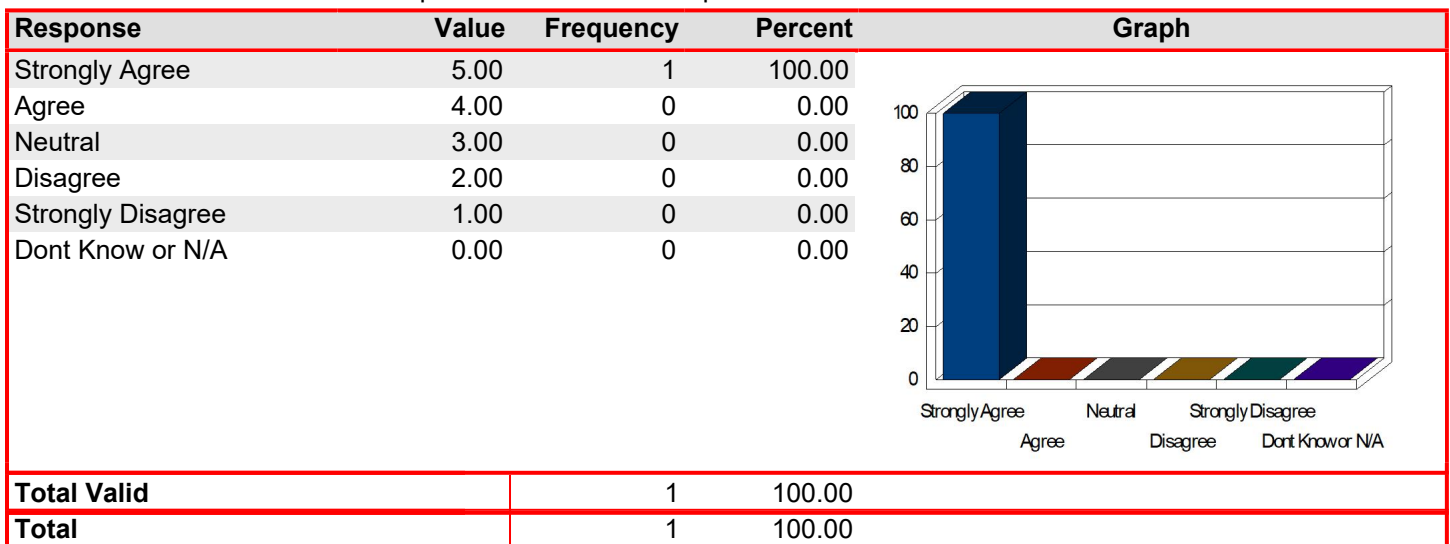 Response Value Frequency Percent Graph
Strongly Agree 5.00 1 100.00
Agree 4.00 0 0.00
Neutral 3.00 0 0.00
Disagree 2.00 0 0.00
Strongly Disagree 1.00 0 0.00
Dont Know or N/A 0.00 0 0.00
100
80
60
40
20
0
Strongly Agree Neutral Strongly Disagree
Agree Disagree Dont Know or N/A
Total Valid 1 100.00
Total 1 100.00